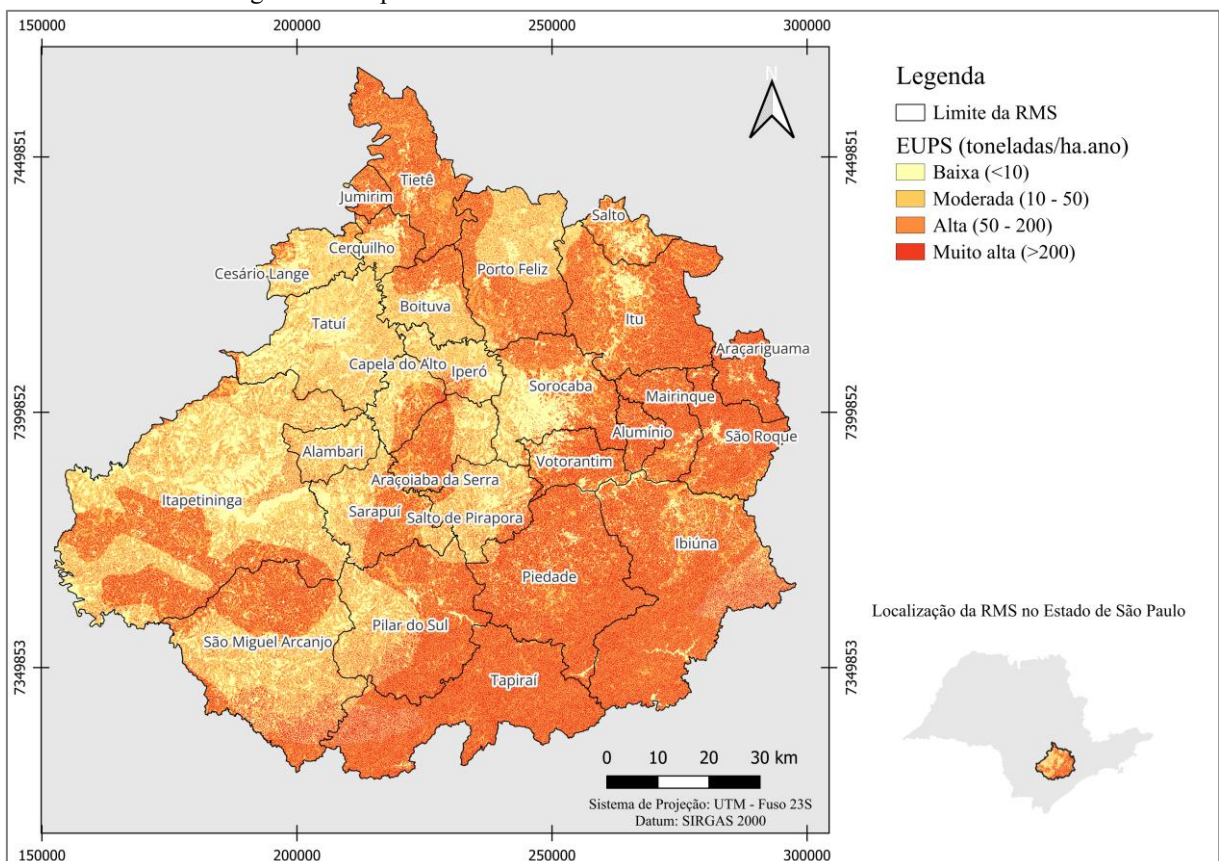 150000 200000 250000 300000
N
Legenda
Limite da RMS
EUPS (toneladas/ha.ano)
Baixa (<10)
Moderada (10 - 50)
Alta (50 - 200)
Muito alta (>200)
7449851 7449851
Tietê
Jumirim
Salto
Cerquilho
Cesário Lange
Porto Feliz
Boituva
Tatuí
Itu
Araçariguama
Capela do Alto
Iperó
Sorocaba
Mairinque
7399852 7399852
Alumínio
São Roque
Alambari
Votorantim
Araçoiaba da Serra
Itapetininga
Sarapuí
Salto de Pirapora
Ibiúna
Piedade
Localização da RMS no Estado de São Paulo
Pilar do Sul
São Miguel Arcanjo
7349853 7349853
Tapiraí
0 10 20 30 km
Sistema de Projeção: UTM - Fuso 23S
Datum: SIRGAS 2000
150000 200000 250000 300000